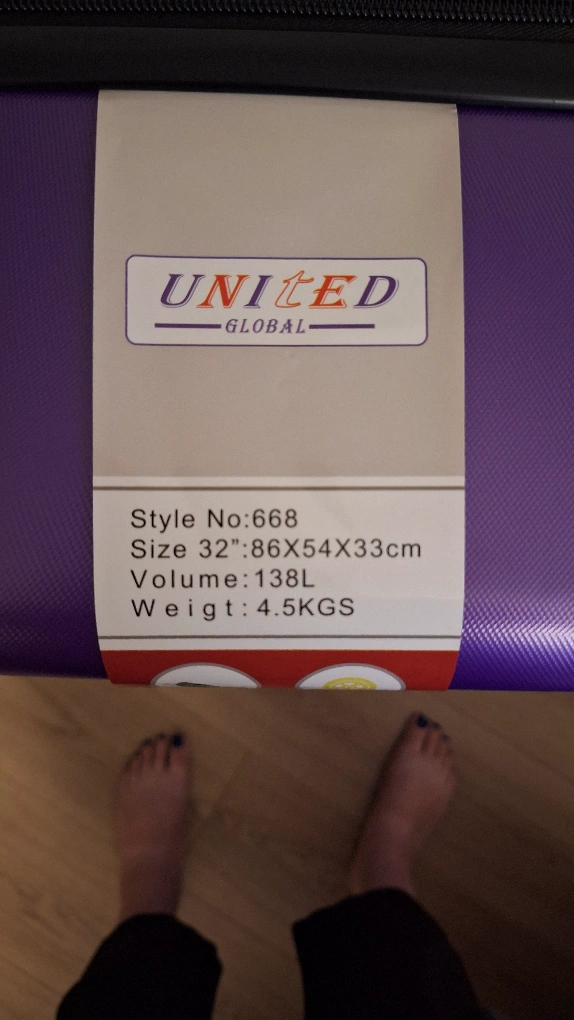 UNItED
GLOBAL
Style No:668
Size 32”:86X54X33cm
Volume:138L
Weigt: 4.5KGS